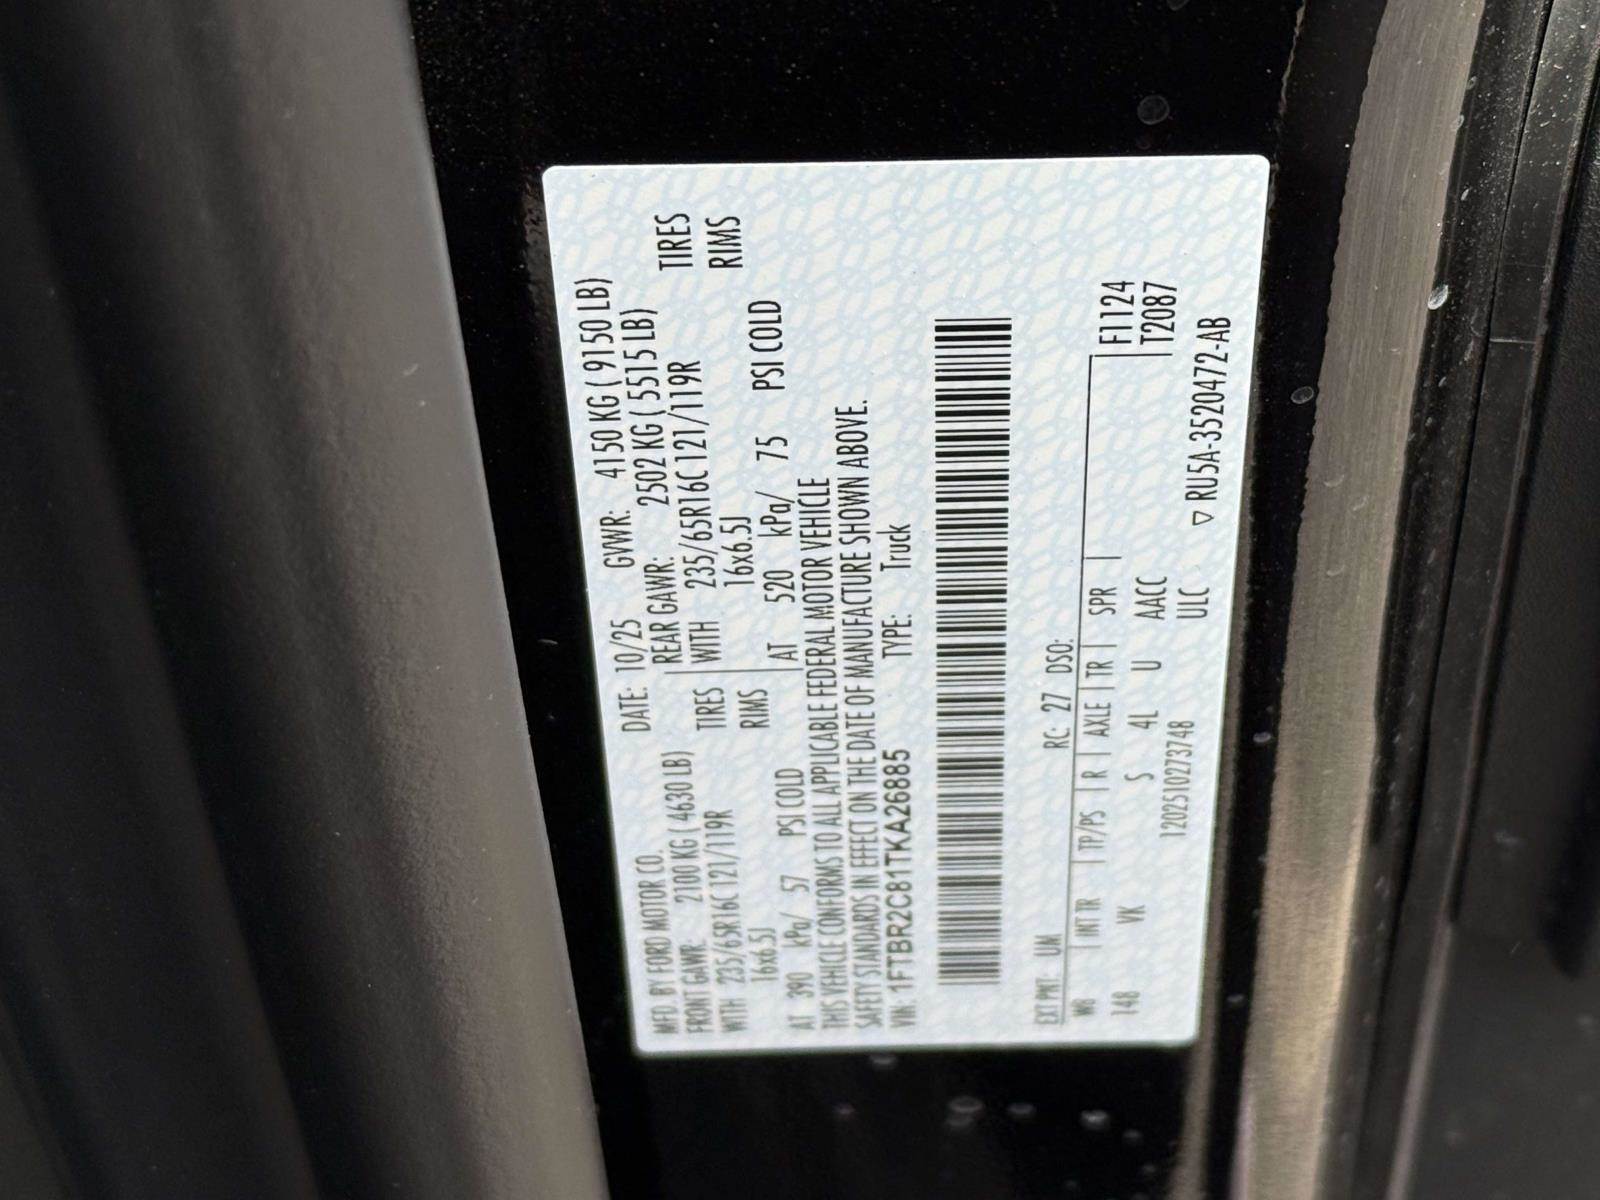 MFD. BY FORD MOTOR CO. DATE: 10/25 GVWR: 4150 KG ( 9150 LB)
FRONT GAWR: 2100 KG ( 4630 LB) REAR GAWR: 2502 KG ( 5515 LB)
WITH 235/65R16C 121/119R TIRES WITH 235/65R16C 121/119R TIRES
16x6.5J RIMS 16x6.5J RIMS
AT 390 kPa/ 57 PSI COLD AT 520 kPa/ 75 PSI COLD
THIS VEHICLE CONFORMS TO ALL APPLICABLE FEDERAL MOTOR VEHICLE
SAFETY STANDARDS IN EFFECT ON THE DATE OF MANUFACTURE SHOWN ABOVE.
VIN: 1FTBR2C81TKA26885 TYPE: Truck
EXT PNT: UM RC: 27 DSO:
WB | INT TR | TP/PS | R | AXLE | TR | SPR | F1124
148 VK S 4L U AACC T2087
1202510273748 ULC
▽ RU5A-3520472-AB